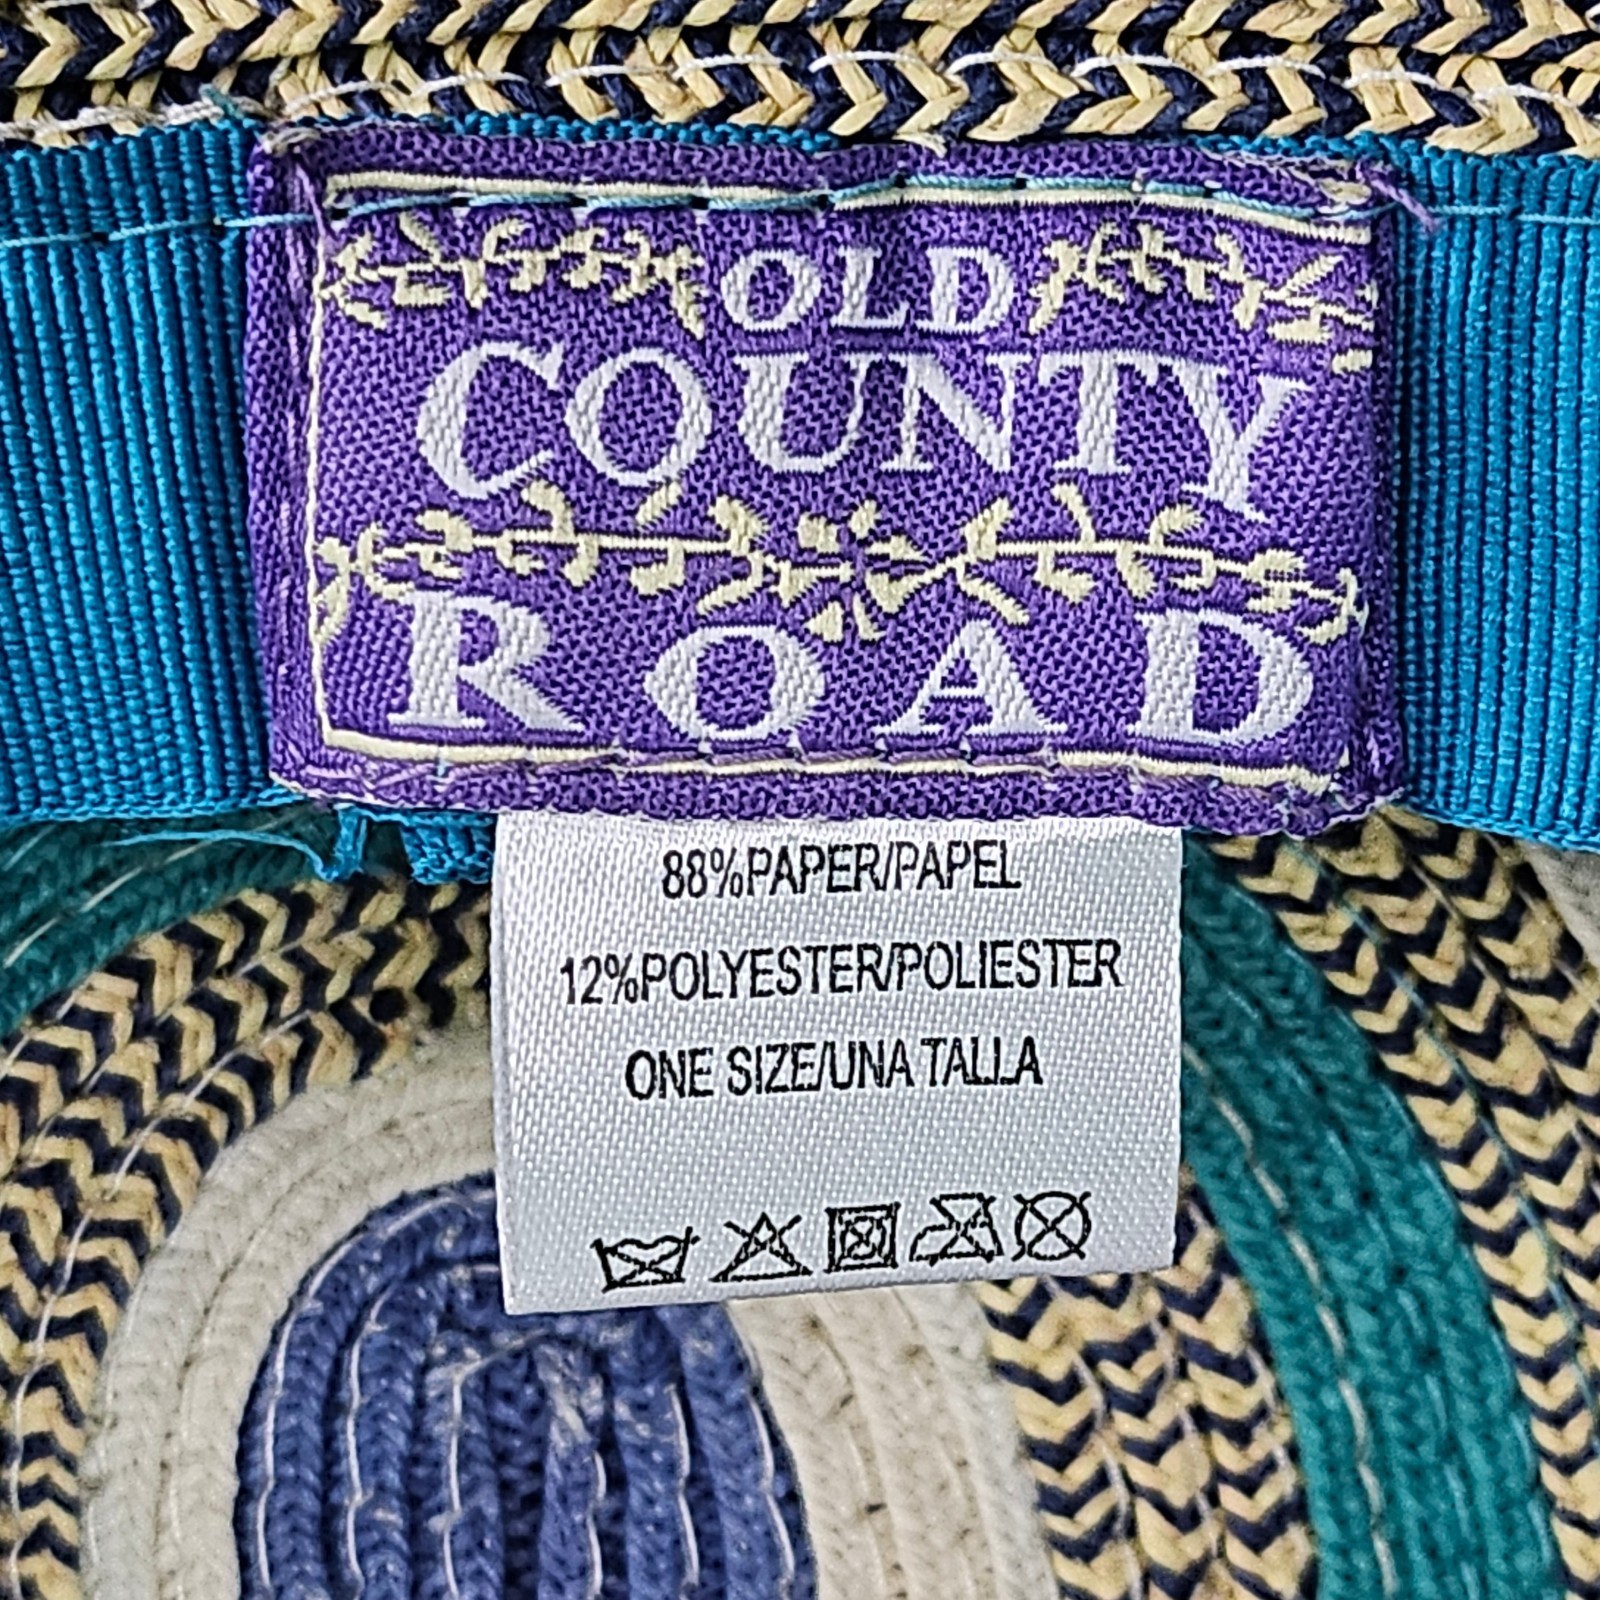 OLD
COUNTY
ROAD
88%PAPER/PAPEL
12%POLYESTER/POLIESTER
ONE SIZE/UNA TALLA